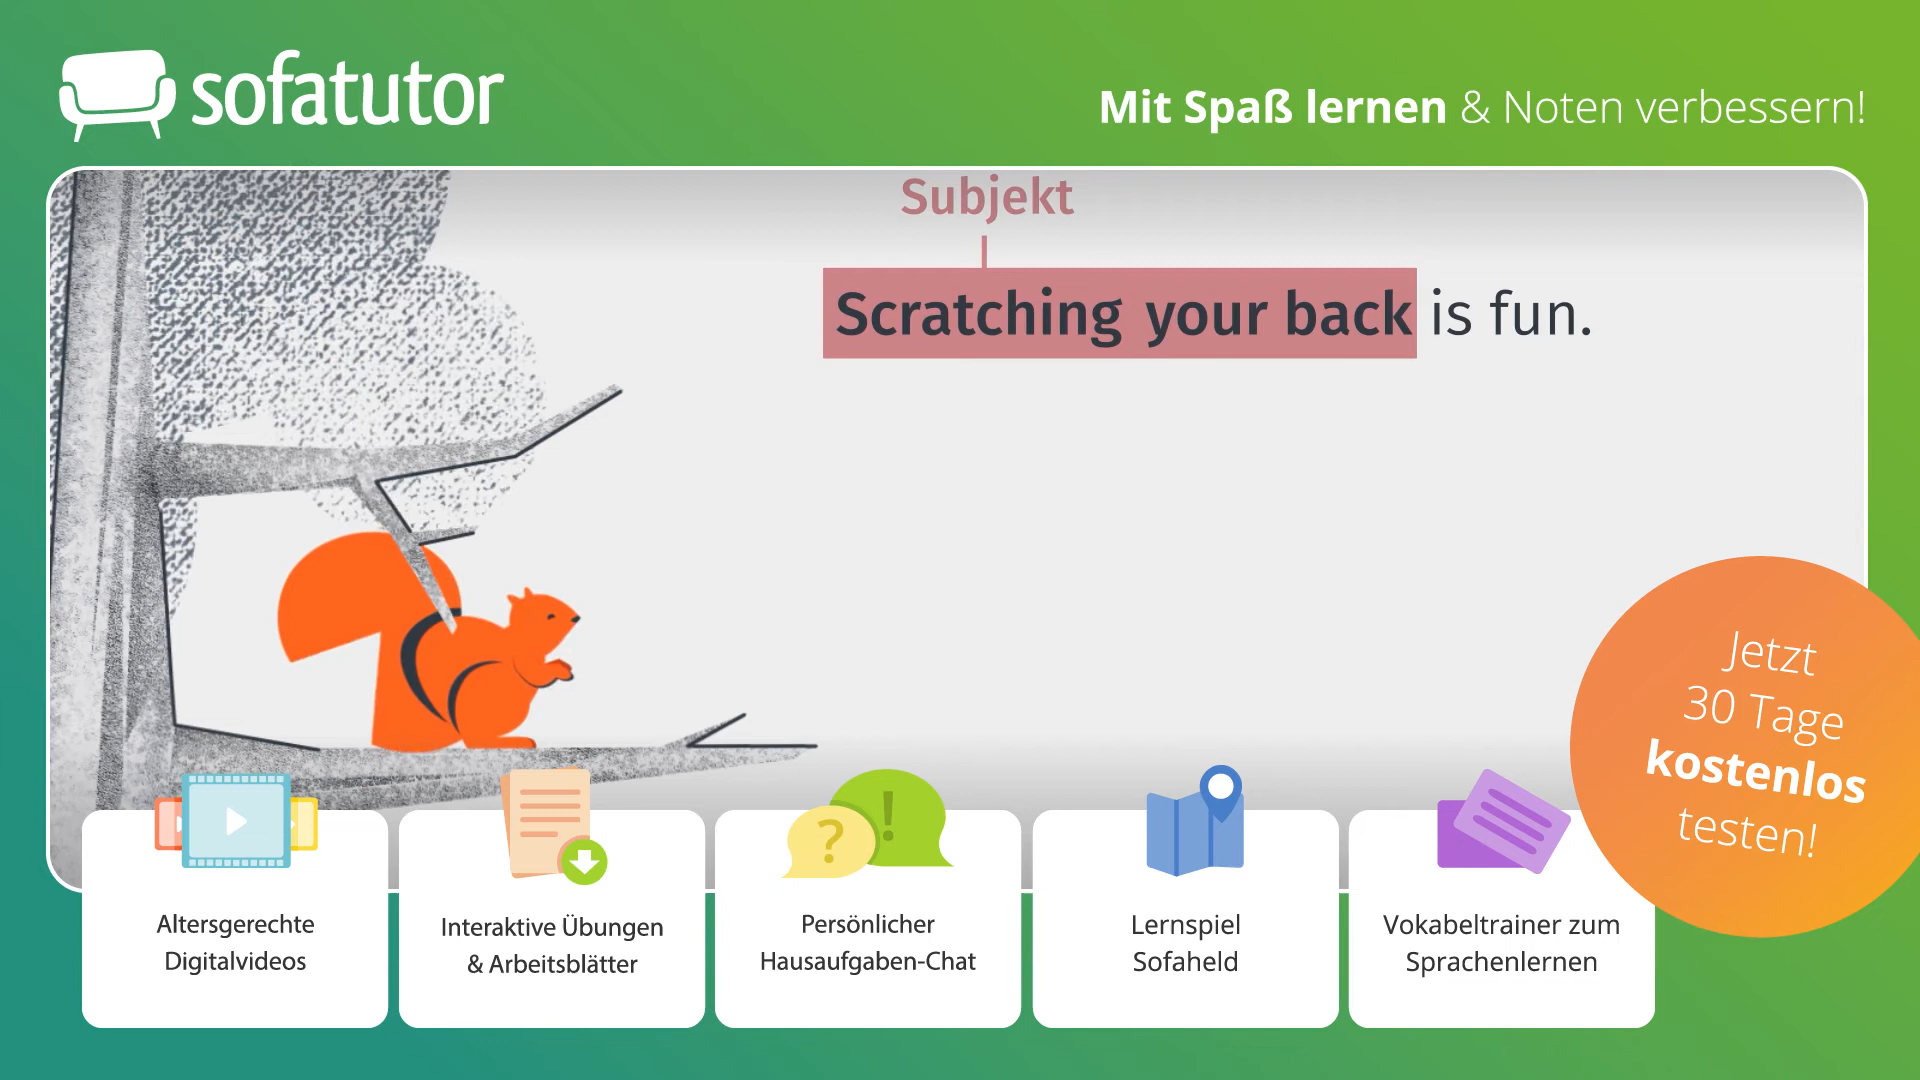 sofatutor
Mit Spaß lernen & Noten verbessern!
Subjekt
Scratching your back is fun.
Jetzt
30 Tage
kostenlos
testen!
?
!
Altersgerechte
Digitalvideos
Interaktive Übungen
& Arbeitsblätter
Persönlicher
Hausaufgaben-Chat
Lernspiel
Sofaheld
Vokabeltrainer zum
Sprachenlernen